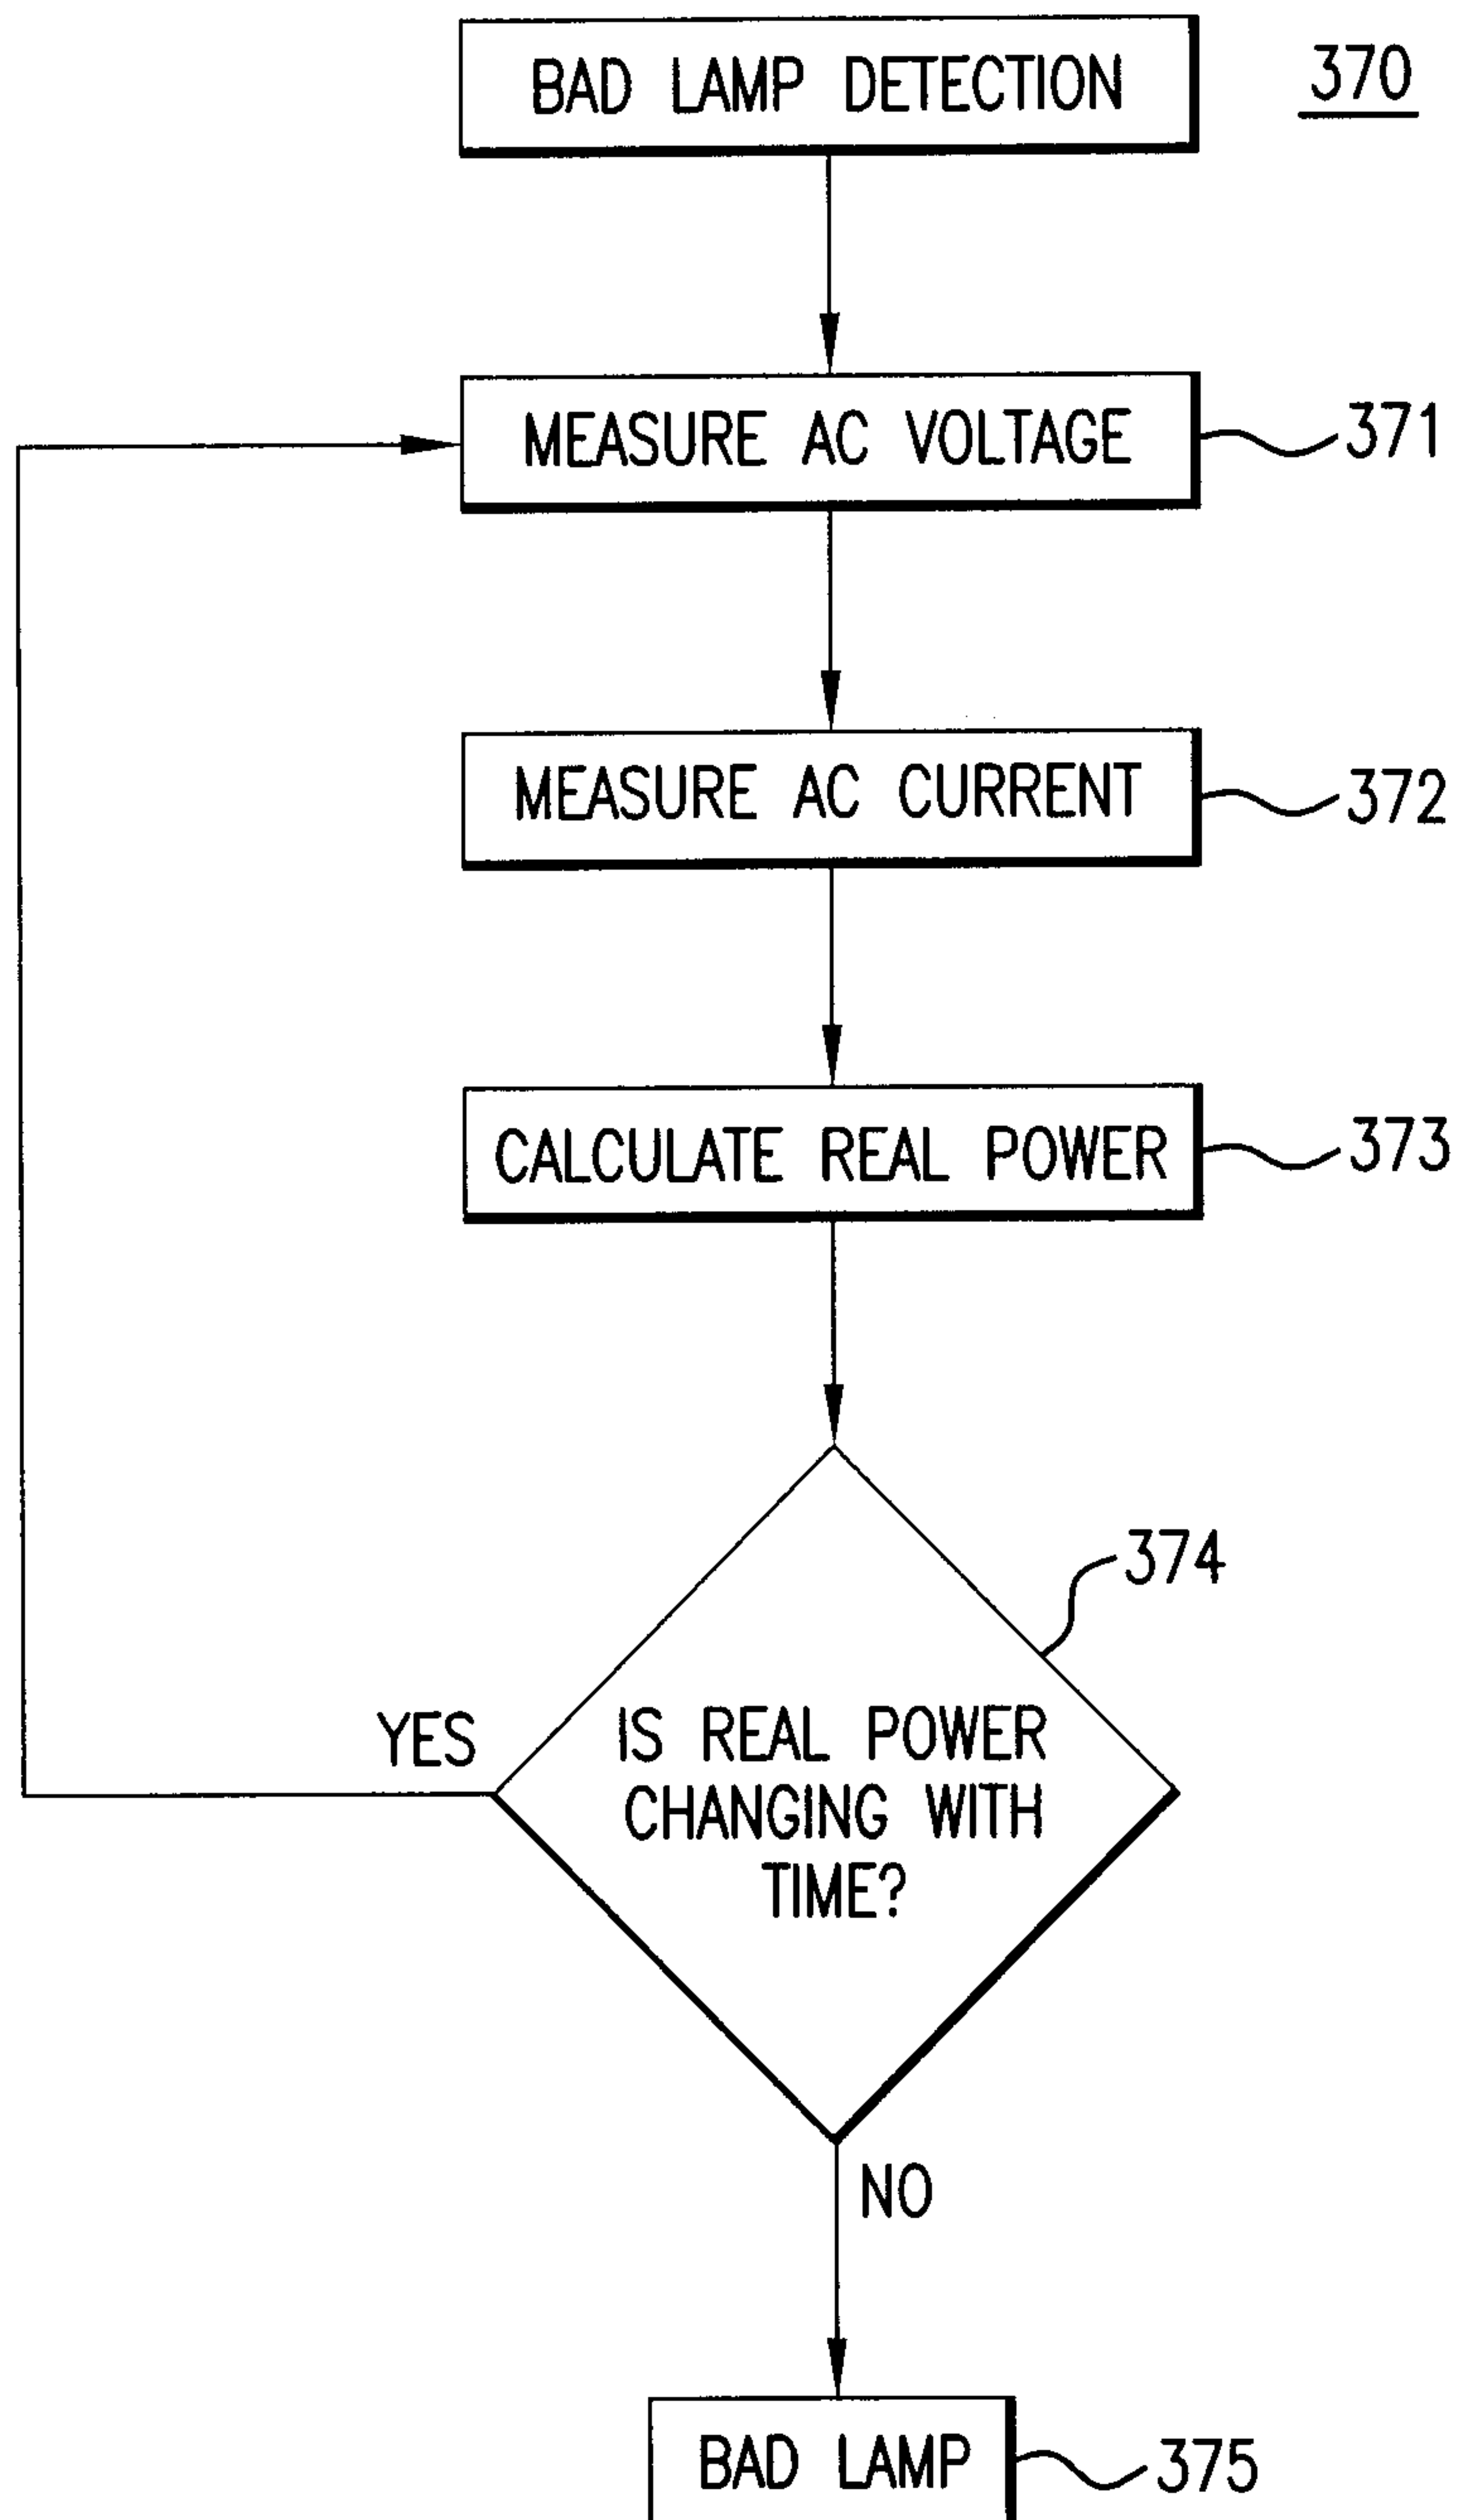 BAD LAMP DETECTION
370
MEASURE AC VOLTAGE
371
MEASURE AC CURRENT
372
CALCULATE REAL POWER
373
374
YES
IS REAL POWER
CHANGING WITH
TIME?
NO
BAD LAMP
375